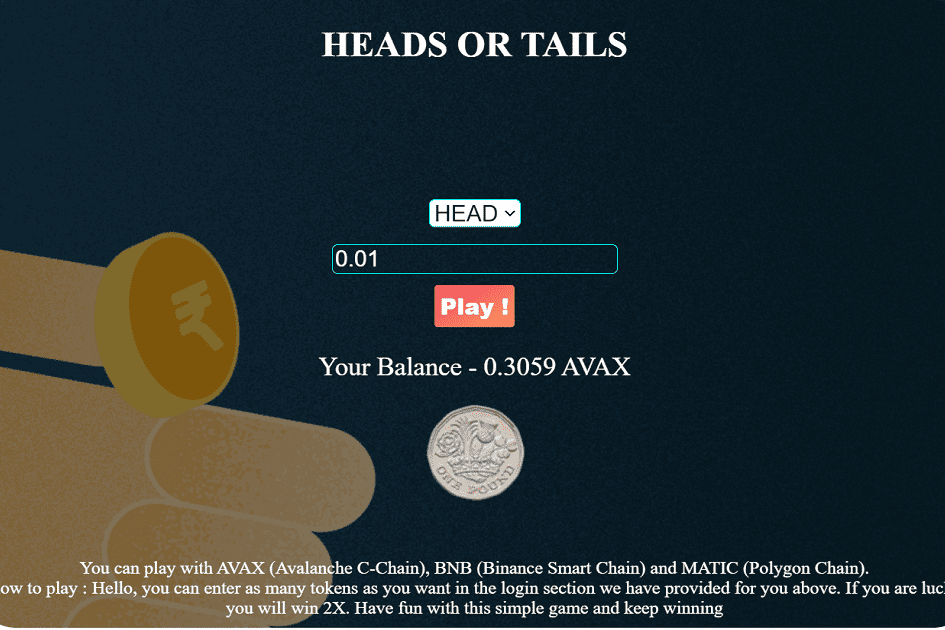 HEADS OR TAILS
HEAD
0.01
Play !
Your Balance - 0.3059 AVAX
₹
ONE POUND
You can play with AVAX (Avalanche C-Chain), BNB (Binance Smart Chain) and MATIC (Polygon Chain).
ow to play : Hello, you can enter as many tokens as you want in the login section we have provided for you above. If you are luc
you will win 2X. Have fun with this simple game and keep winning